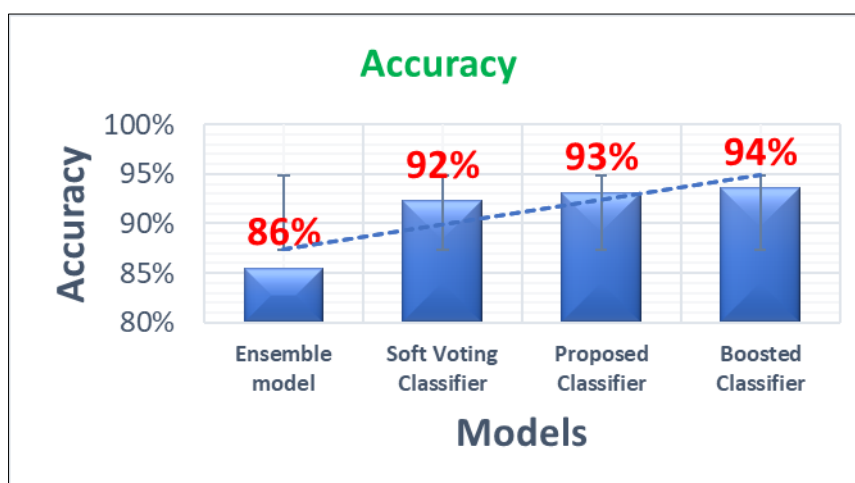 Accuracy
Accuracy
100%
95%
90%
85%
80%
86%
92%
93%
94%
Ensemble
model
Soft Voting
Classifier
Proposed
Classifier
Boosted
Classifier
Models